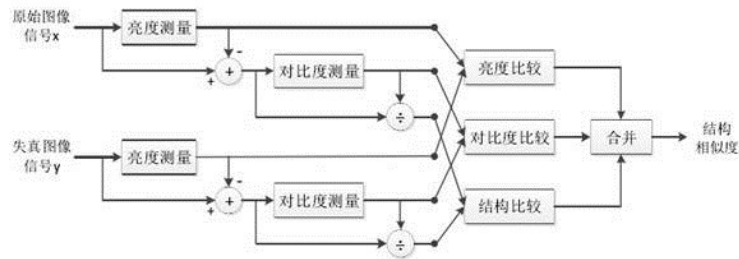 原始图像
信号x
亮度测量
-
+
+
对比度测量
÷
亮度比较
失真图像
信号y
亮度测量
-
+
+
对比度测量
÷
对比度比较
结构比较
合并
结构
相似度